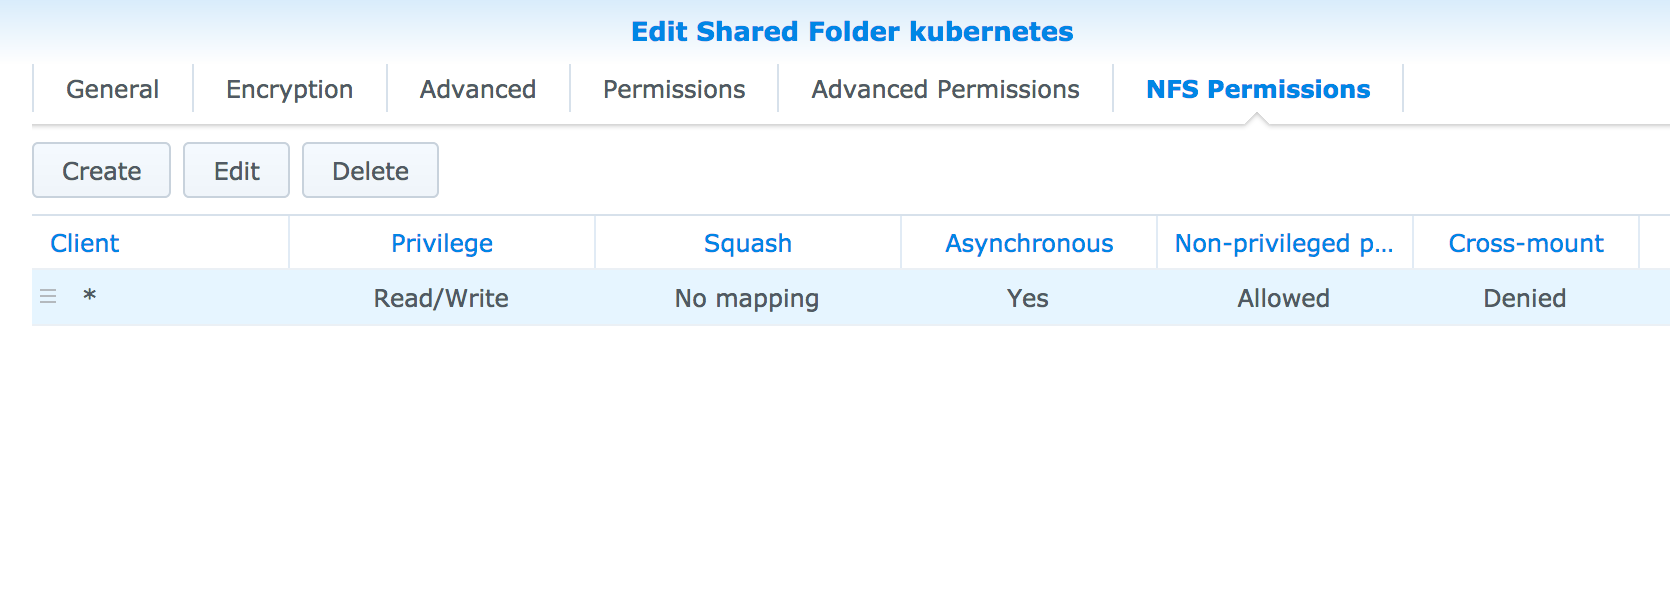 Edit Shared Folder kubernetes
General Encryption Advanced Permissions Advanced Permissions NFS Permissions
Create Edit Delete
Client Privilege Squash Asynchronous Non-privileged p... Cross-mount
* Read/Write No mapping Yes Allowed Denied